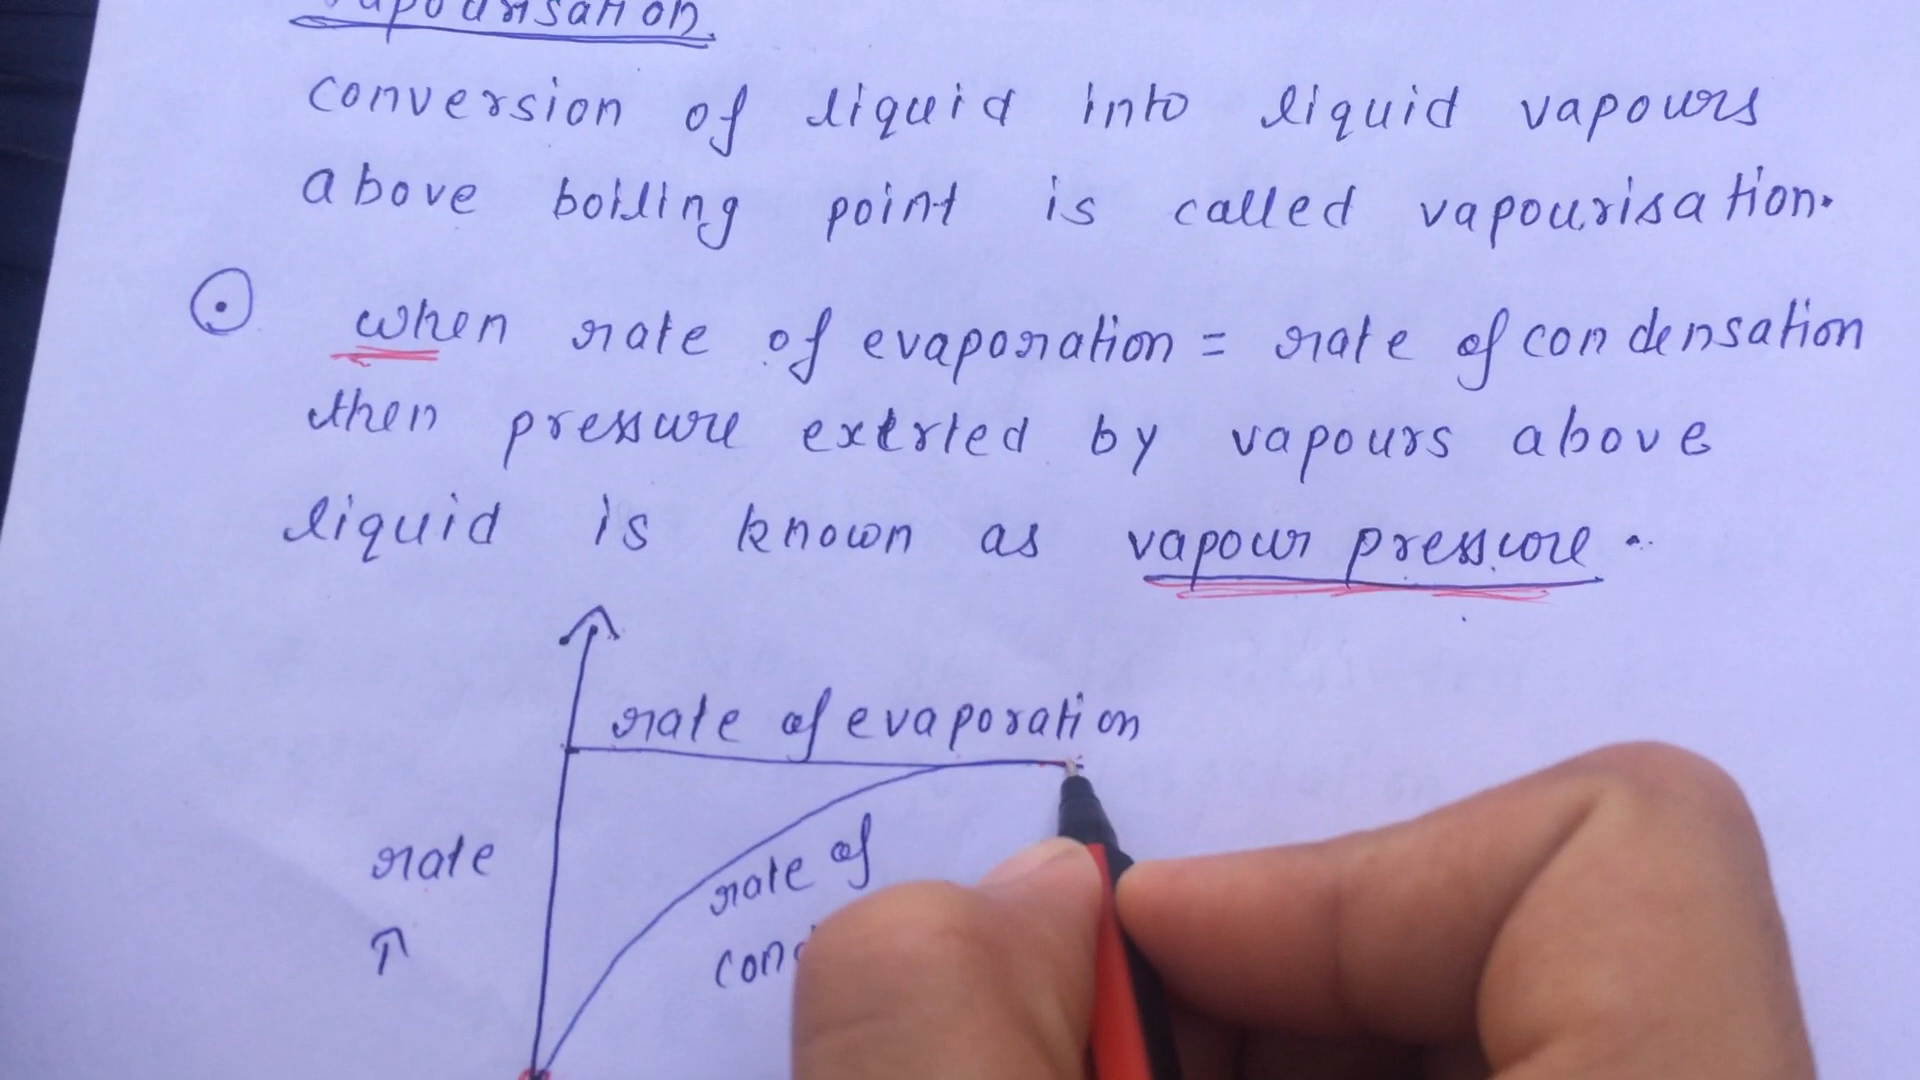 vapourisation
conversion of liquid into liquid vapours
above boiling point is called vapourisation.
when rate of evaporation = rate of condensation
then pressure exerted by vapours above
liquid is known as vapour pressure.
rate of evaporation
rate
rate of